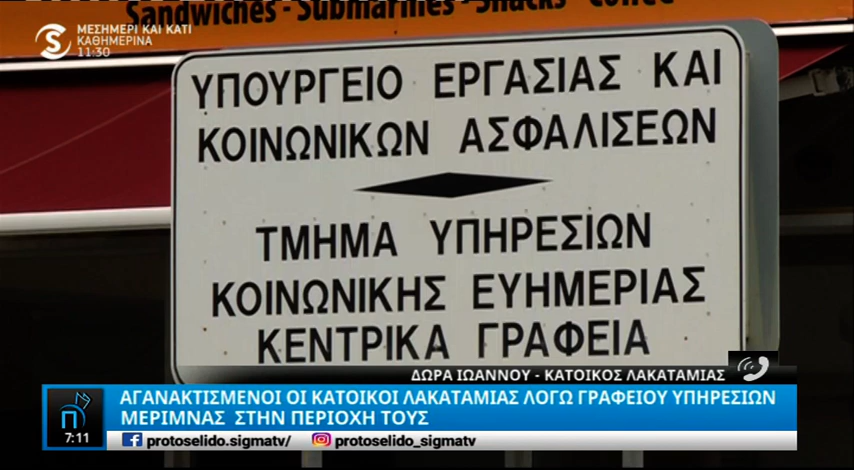 Sandwiches - Submarines - Snacks - Coffee
ΜΕΣΗΜΕΡΙ ΚΑΙ ΚΑΤΙ
ΚΑΘΗΜΕΡΙΝΑ
11:30
ΥΠΟΥΡΓΕΙΟ ΕΡΓΑΣΙΑΣ ΚΑΙ
ΚΟΙΝΩΝΙΚΩΝ ΑΣΦΑΛΙΣΕΩΝ
ΤΜΗΜΑ ΥΠΗΡΕΣΙΩΝ
ΚΟΙΝΩΝΙΚΗΣ ΕΥΗΜΕΡΙΑΣ
ΚΕΝΤΡΙΚΑ ΓΡΑΦΕΙΑ
ΔΩΡΑ ΙΩΑΝΝΟΥ - ΚΑΤΟΙΚΟΣ ΛΑΚΑΤΑΜΙΑΣ
ΑΓΑΝΑΚΤΙΣΜΕΝΟΙ ΟΙ ΚΑΤΟΙΚΟΙ ΛΑΚΑΤΑΜΙΑΣ ΛΟΓΩ ΓΡΑΦΕΙΟΥ ΥΠΗΡΕΣΙΩΝ
ΜΕΡΙΜΝΑΣ ΣΤΗΝ ΠΕΡΙΟΧΗ ΤΟΥΣ
7:11
protoselido.sigmatv/ protoselido_sigmatv